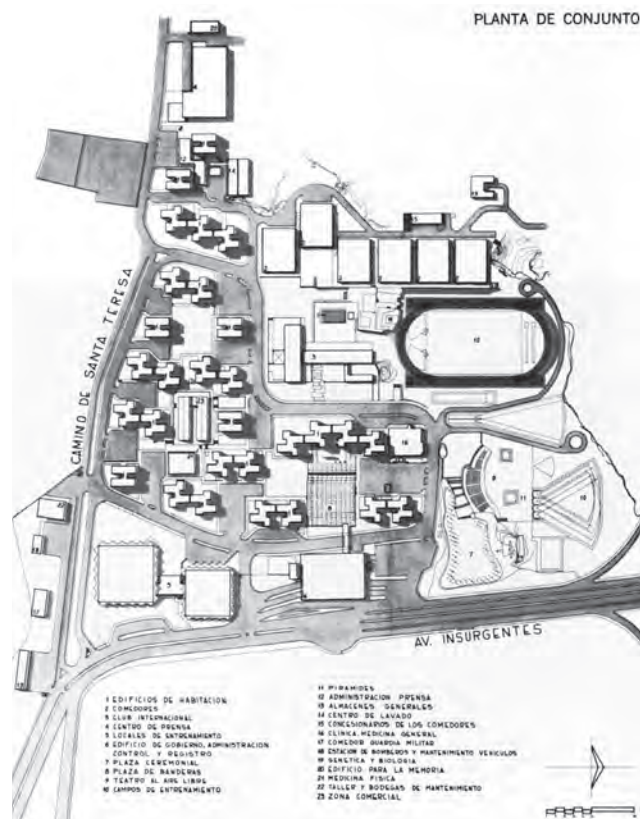 PLANTA DE CONJUNTO
CAMINO DE SANTA TERESA
AV. INSURGENTES
1 EDIFICIOS DE HABITACION
2 COMEDORES
3 CLUB INTERNACIONAL
4 CENTRO DE PRENSA
5 LOCALES DE ENTRENAMIENTO
6 EDIFICIO DE GOBIERNO, ADMINISTRACION
CONTROL Y REGISTRO
7 PLAZA CEREMONIAL
8 PLAZA DE BANDERAS
9 TEATRO AL AIRE LIBRE
10 CAMPOS DE ENTRENAMIENTO
11 PIRAMIDES
12 ADMINISTRACION PRENSA
13 ALMACENES GENERALES
14 CENTRO DE LAVADO
15 CONCESIONARIOS DE LOS COMEDORES
16 CLINICA, MEDICINA GENERAL
17 COMEDOR GUARDIA MILITAR
18 ESTACION DE BOMBEROS Y MANTENIMIENTO VEHICULOS
19 GENETICA Y BIOLOGIA
20 EDIFICIO PARA LA MEMORIA
21 MEDICINA FISICA
22 TALLER Y BODEGAS DE MANTENIMIENTO
23 ZONA COMERCIAL